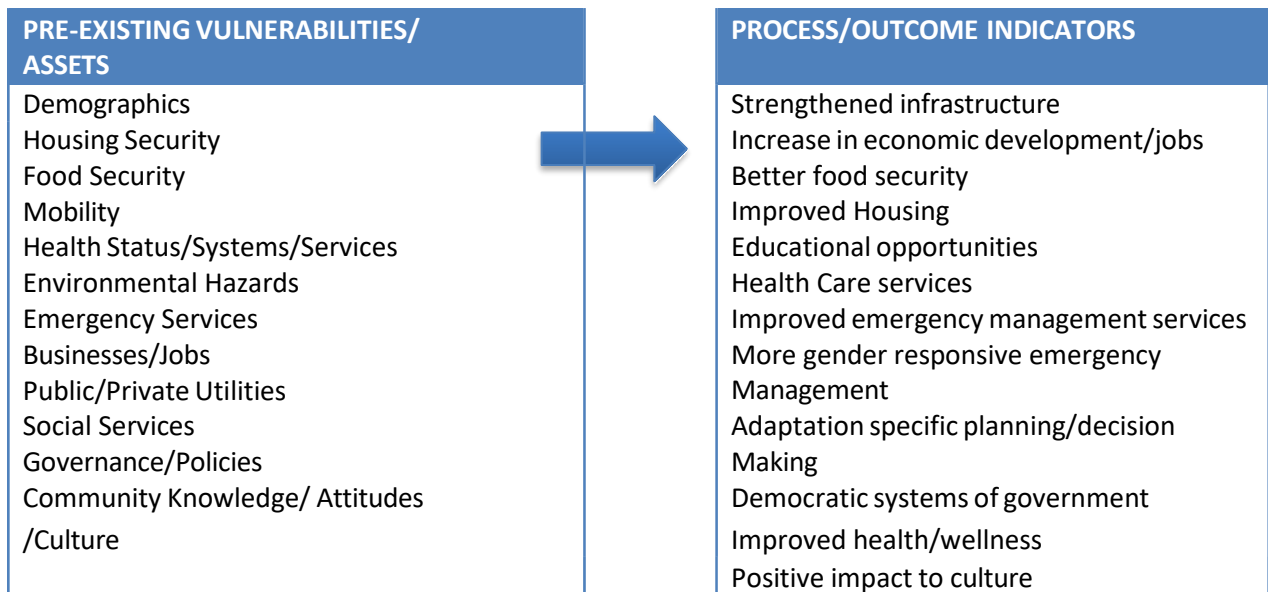 PRE-EXISTING VULNERABILITIES/
ASSETS
Demographics
Housing Security
Food Security
Mobility
Health Status/Systems/Services
Environmental Hazards
Emergency Services
Businesses/Jobs
Public/Private Utilities
Social Services
Governance/Policies
Community Knowledge/ Attitudes
/Culture
PROCESS/OUTCOME INDICATORS
Strengthened infrastructure
Increase in economic development/jobs
Better food security
Improved Housing
Educational opportunities
Health Care services
Improved emergency management services
More gender responsive emergency
Management
Adaptation specific planning/decision
Making
Democratic systems of government
Improved health/wellness
Positive impact to culture